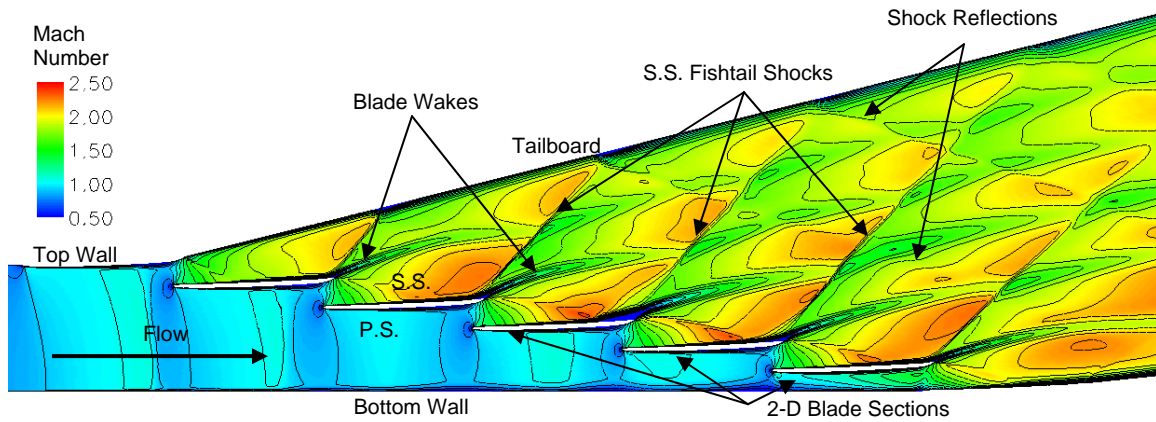 Shock Reflections
Mach
Number
2,50
2,00
1,50
1,00
0,50
S.S. Fishtail Shocks
Blade Wakes
Tailboard
Top Wall
S.S.
P.S.
Flow
Bottom Wall
2-D Blade Sections